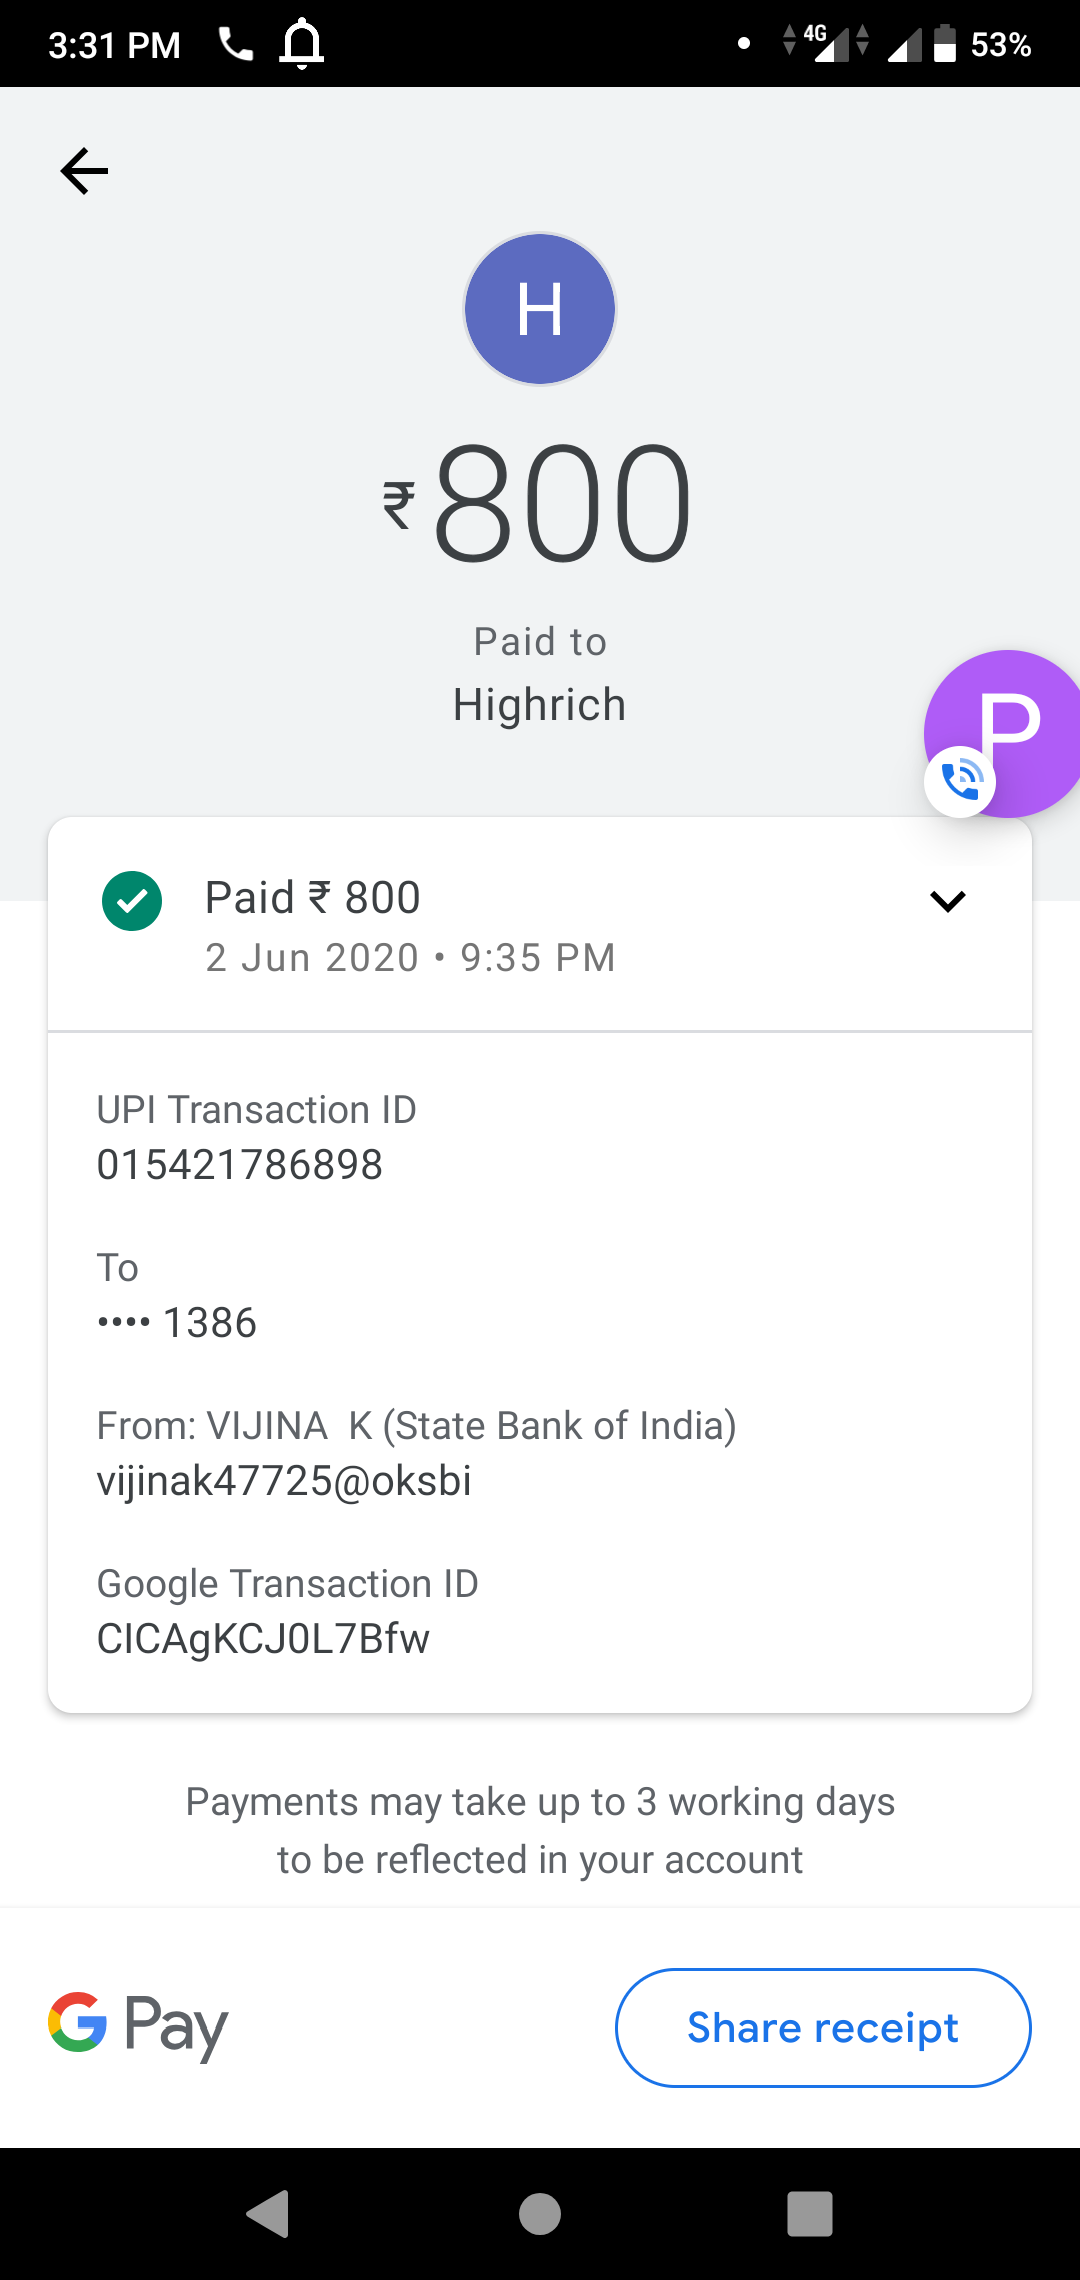 3:31 PM 4G 53%
H
₹800
Paid to
Highrich
P
Paid ₹ 800
2 Jun 2020 • 9:35 PM
UPI Transaction ID
015421786898
To
•••• 1386
From: VIJINA  K (State Bank of India)
vijinak47725@oksbi
Google Transaction ID
CICAgKCJ0L7Bfw
Payments may take up to 3 working days
to be reflected in your account
G Pay
Share receipt